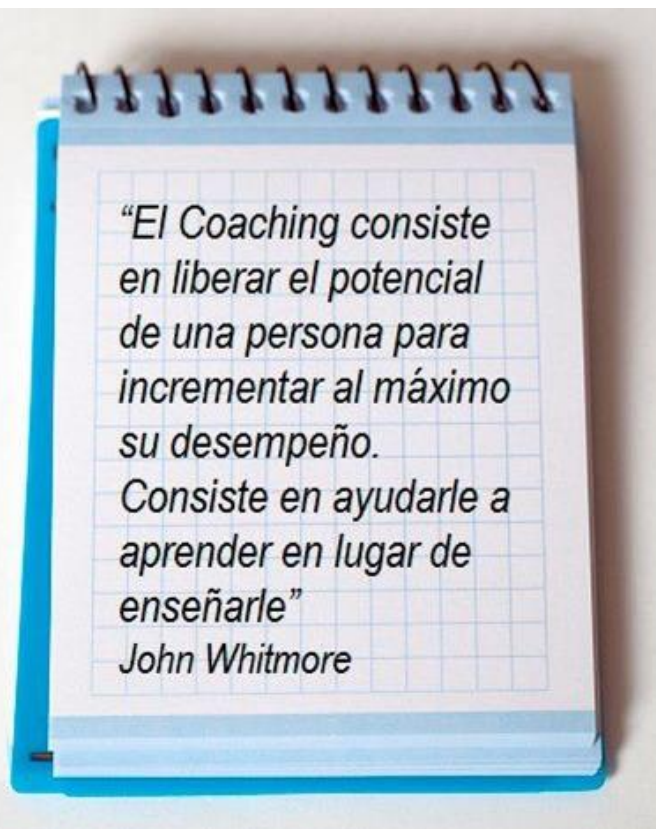 “El Coaching consiste
en liberar el potencial
de una persona para
incrementar al máximo
su desempeño.
Consiste en ayudarle a
aprender en lugar de
enseñarle”
John Whitmore